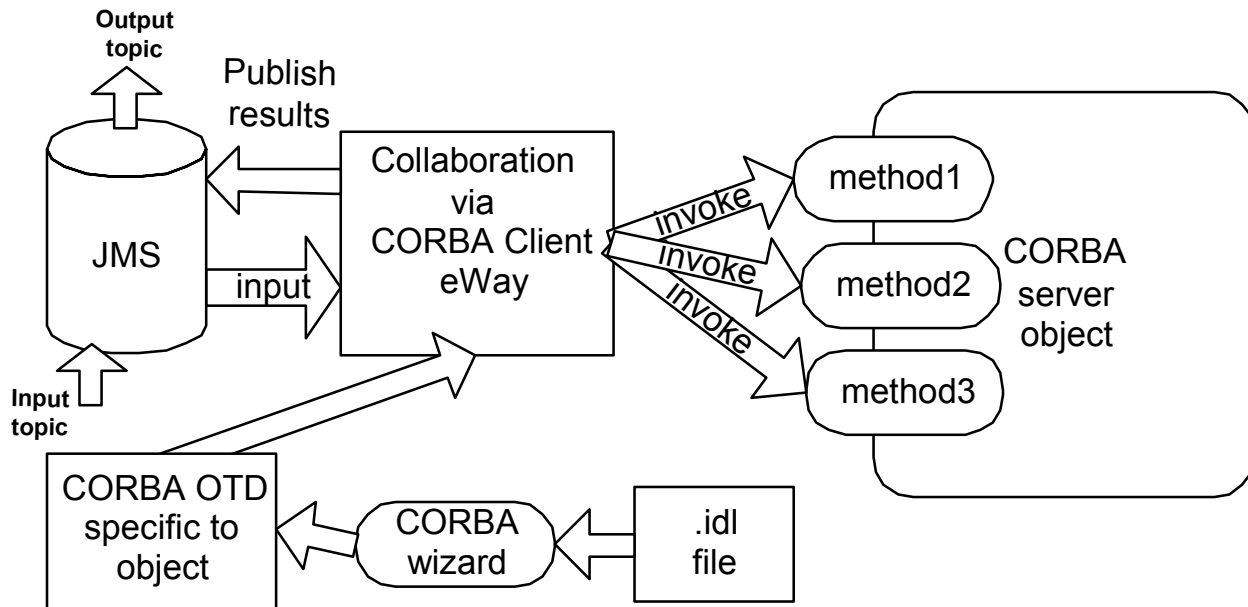 Output
topic
Publish
results
JMS
input
Input
topic
Collaboration
via
CORBA Client
eWay
invoke
invoke
invoke
method1
method2
method3
CORBA
server
object
CORBA OTD
specific to
object
CORBA
wizard
.idl
file